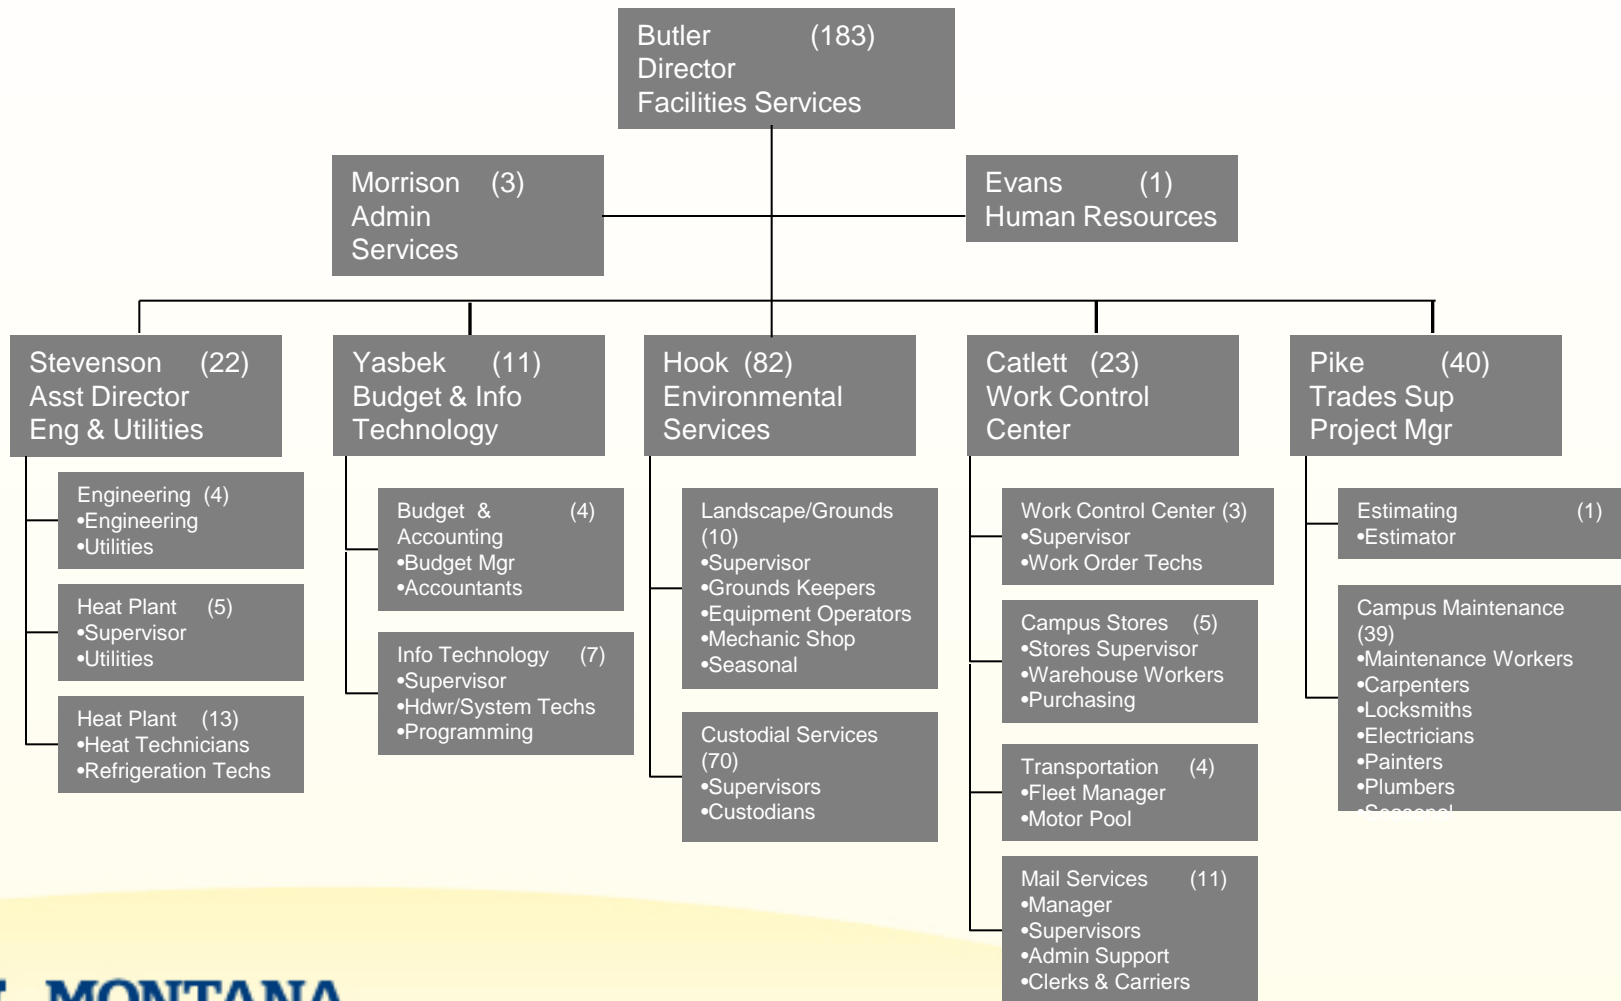 Butler (183)
Director
Facilities Services
Morrison (3)
Admin
Services
Evans (1)
Human Resources
Stevenson (22)
Asst Director
Eng & Utilities
Yasbek (11)
Budget & Info
Technology
Hook (82)
Environmental
Services
Catlett (23)
Work Control
Center
Pike (40)
Trades Sup
Project Mgr
Engineering (4)
•Engineering
•Utilities
Heat Plant (5)
•Supervisor
•Utilities
Heat Plant (13)
•Heat Technicians
•Refrigeration Techs
Budget & (4)
Accounting
•Budget Mgr
•Accountants
Info Technology (7)
•Supervisor
•Hdwr/System Techs
•Programming
Landscape/Grounds
(10)
•Supervisor
•Grounds Keepers
•Equipment Operators
•Mechanic Shop
•Seasonal
Custodial Services
(70)
•Supervisors
•Custodians
Work Control Center (3)
•Supervisor
•Work Order Techs
Campus Stores (5)
•Stores Supervisor
•Warehouse Workers
•Purchasing
Transportation (4)
•Fleet Manager
•Motor Pool
Mail Services (11)
•Manager
•Supervisors
•Admin Support
•Clerks & Carriers
Estimating (1)
•Estimator
Campus Maintenance
(39)
•Maintenance Workers
•Carpenters
•Locksmiths
•Electricians
•Painters
•Plumbers
•Seasonal
MONTANA